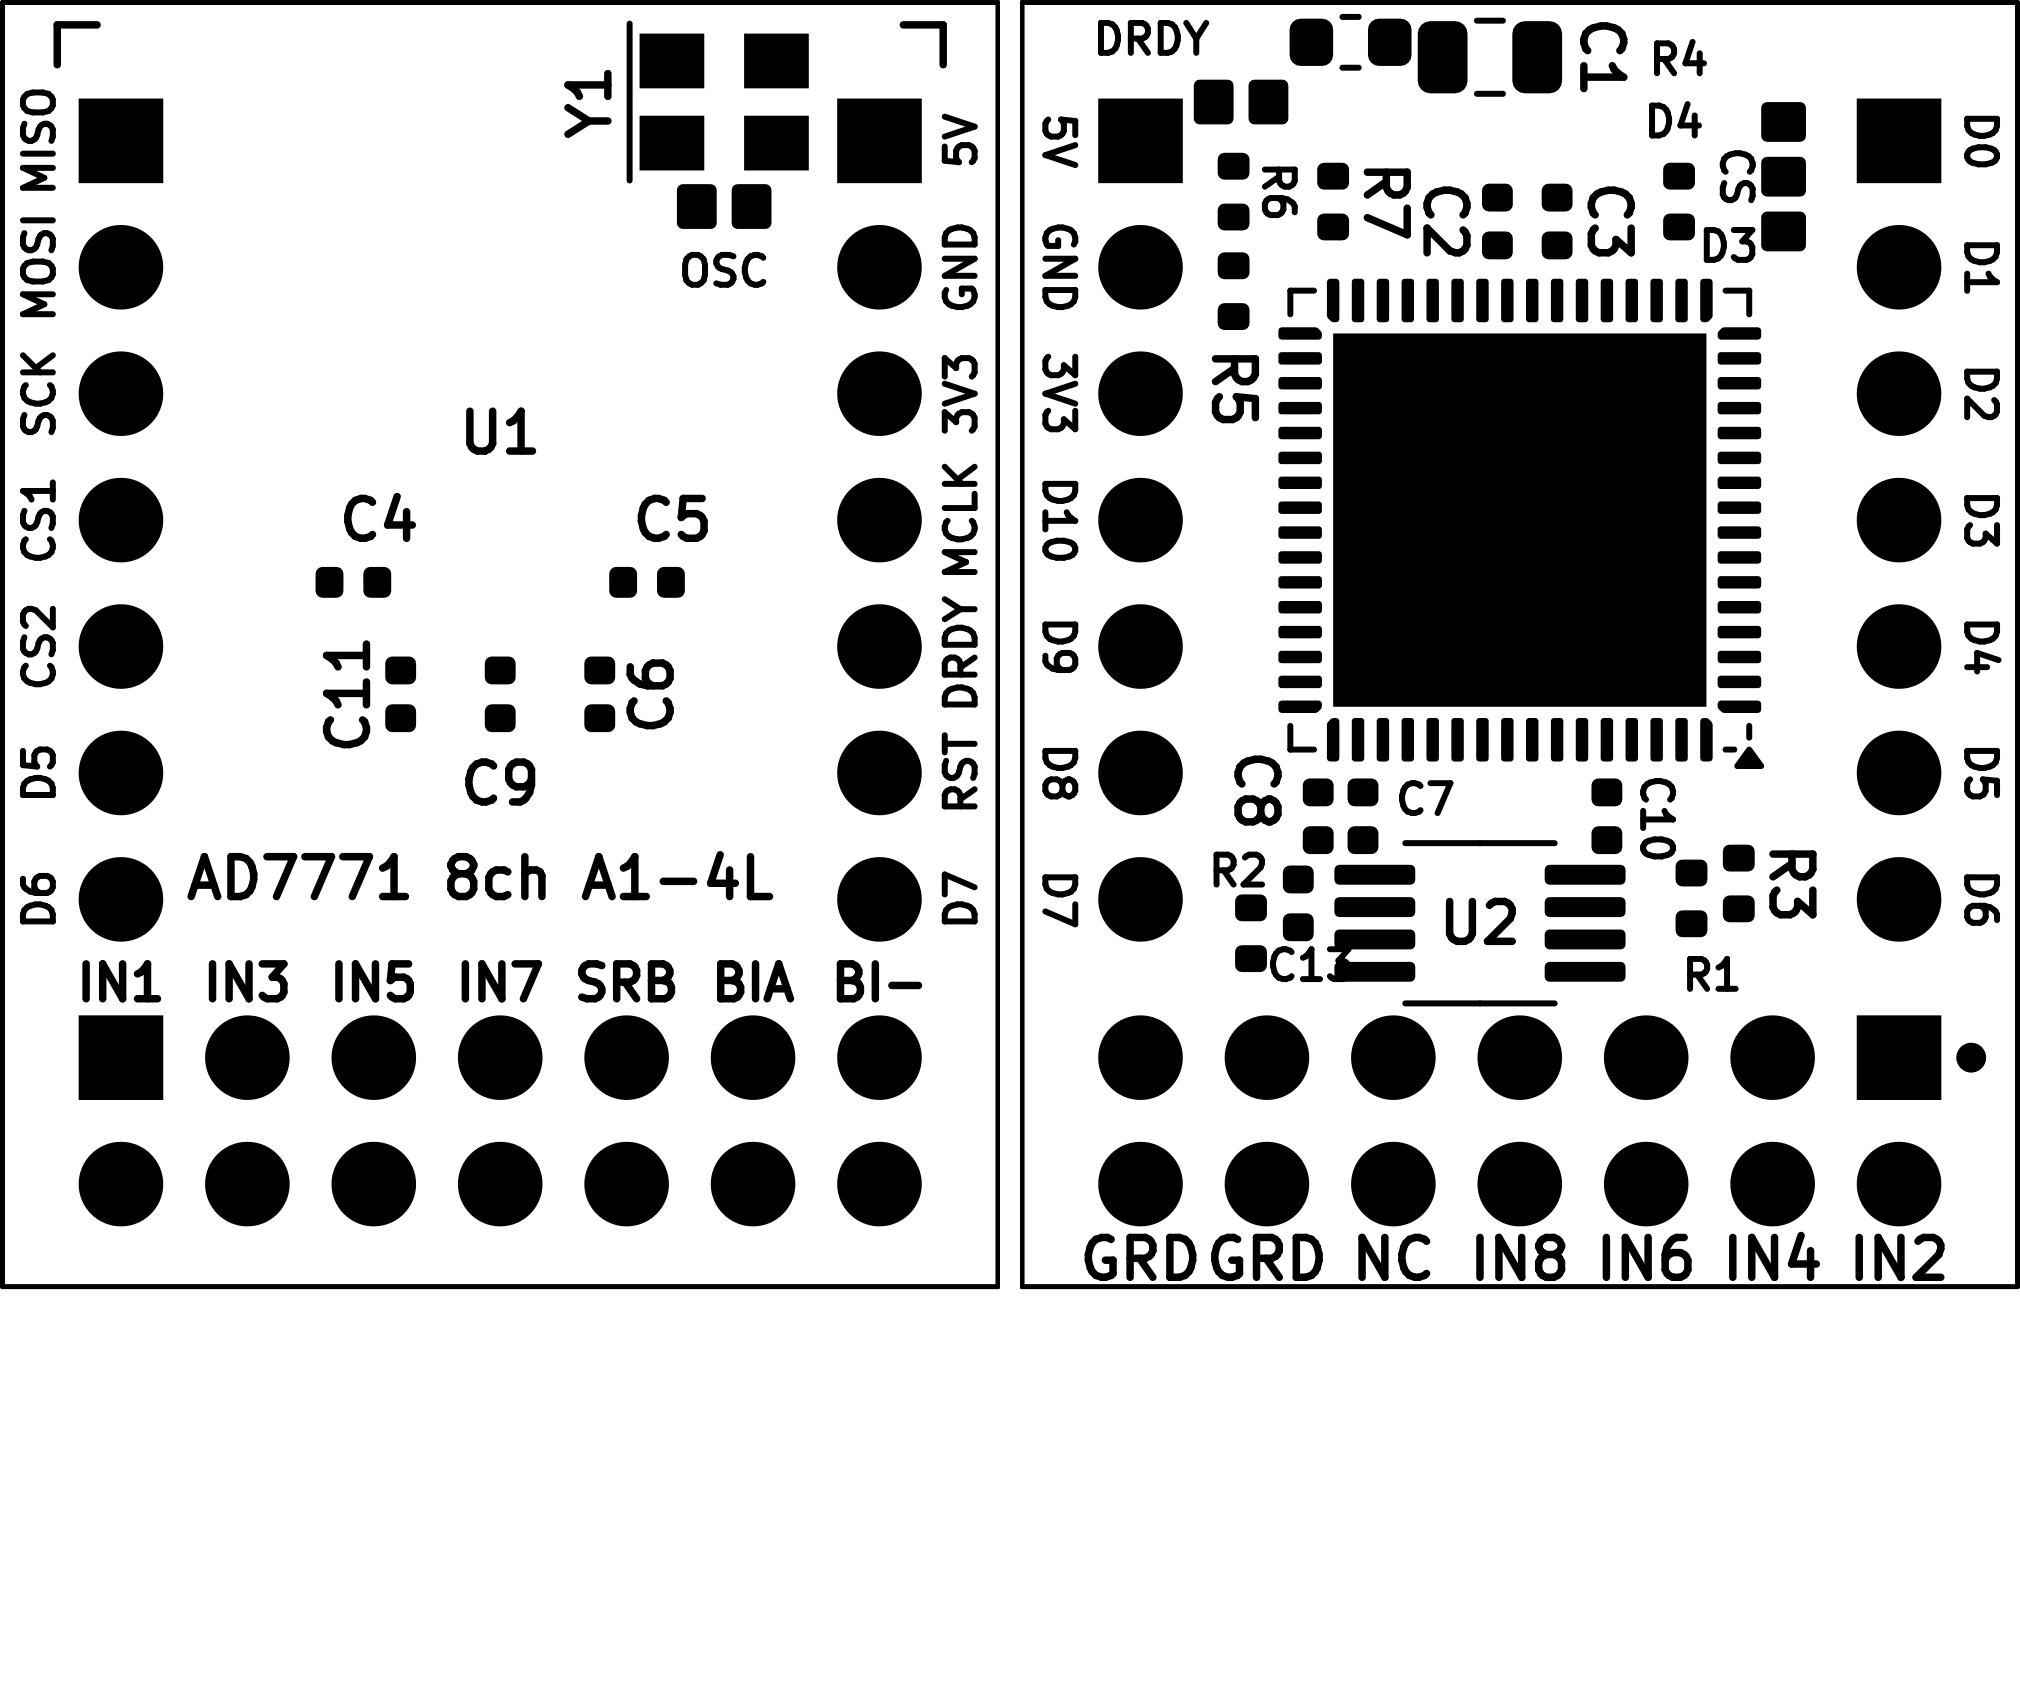 MISO
MOSI
SCK
CS1
CS2
D5
D6
Y1
OSC
U1
C4
C5
C11
C6
C9
AD7771 8ch A1-4L
5V
GND
3V3
MCLK
DRDY
RST
D7
IN1 IN3 IN5 IN7 SRB BIA BI-
DRDY
C1
R4
D4
CS
D3
R6
R7
C2
C3
R5
5V
GND
3V3
D10
D9
D8
D7
D0
D1
D2
D3
D4
D5
D6
C8
C7
C10
R2
U2
R3
C13
R1
GRD GRD NC IN8 IN6 IN4 IN2